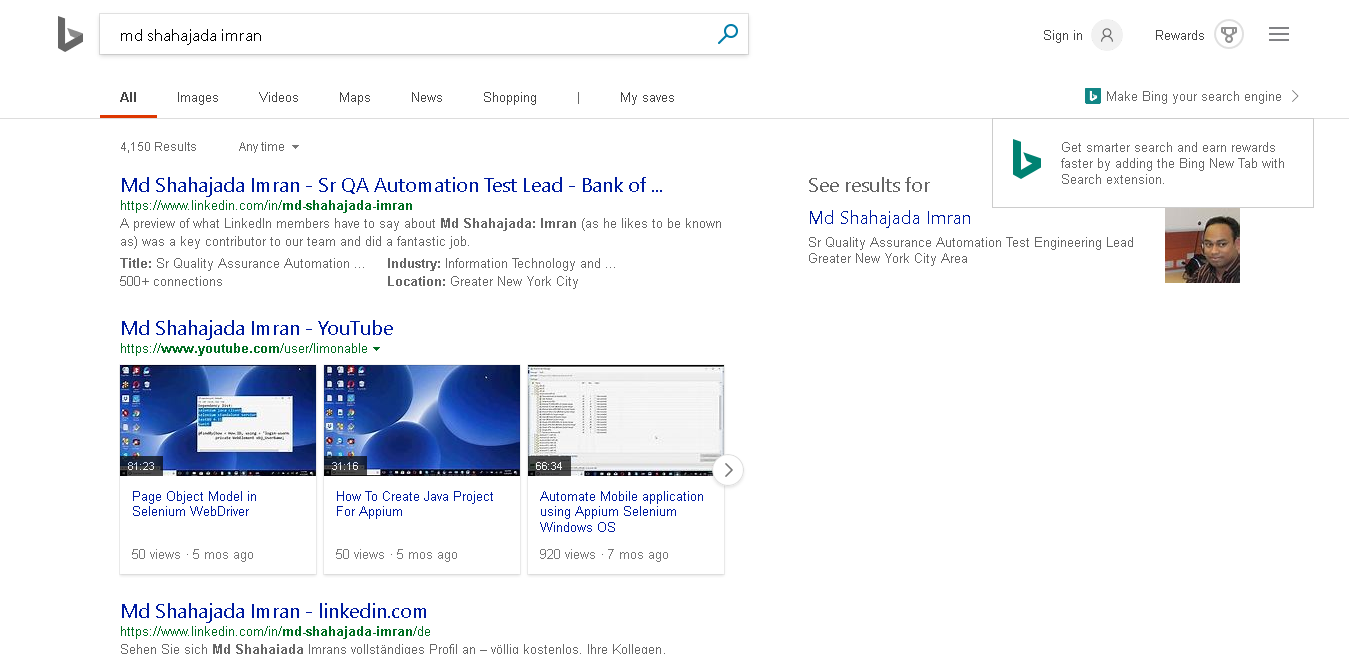 md shahajada imran
Sign in
Rewards
All
Images
Videos
Maps
News
Shopping
|
My saves
Make Bing your search engine
4,150 Results
Any time
Get smarter search and earn rewards
faster by adding the Bing New Tab with
Search extension.
Md Shahajada Imran - Sr QA Automation Test Lead - Bank of ...
https://www.linkedin.com/in/md-shahajada-imran
A preview of what LinkedIn members have to say about Md Shahajada: Imran (as he likes to be known
as) was a key contributor to our team and did a fantastic job.
Title: Sr Quality Assurance Automation ...
Industry: Information Technology and ...
500+ connections
Location: Greater New York City
See results for
Md Shahajada Imran
Sr Quality Assurance Automation Test Engineering Lead
Greater New York City Area
Md Shahajada Imran - YouTube
https://www.youtube.com/user/limonable
81:23
31:16
66:34
Page Object Model in
Selenium WebDriver
50 views · 5 mos ago
How To Create Java Project
For Appium
50 views · 5 mos ago
Automate Mobile application
using Appium Selenium
Windows OS
920 views · 7 mos ago
Md Shahajada Imran - linkedin.com
https://www.linkedin.com/in/md-shahajada-imran/de
Sehen Sie sich Md Shahajada Imrans vollständiges Profil an – völlig kostenlos. Ihre Kollegen,